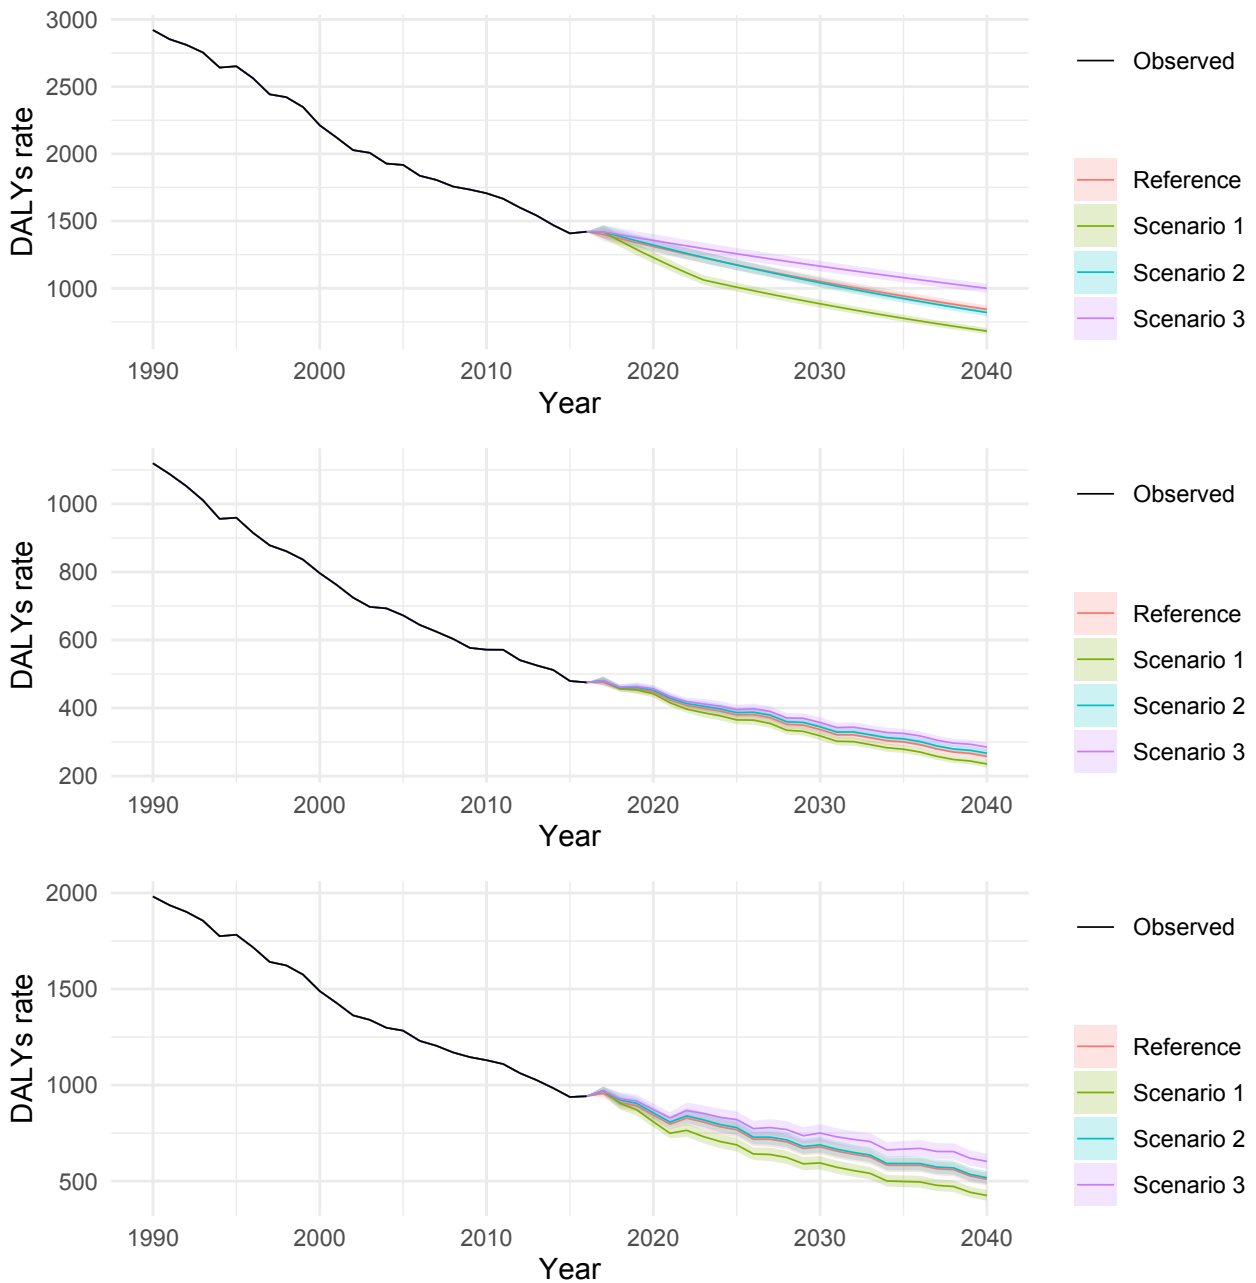 3000
2500
2000
1500
1000
DALYs rate
1990 2000 2010 2020 2030 2040
Year
Observed
Reference
Scenario 1
Scenario 2
Scenario 3
1000
800
600
400
200
DALYs rate
1990 2000 2010 2020 2030 2040
Year
Observed
Reference
Scenario 1
Scenario 2
Scenario 3
2000
1500
1000
500
DALYs rate
1990 2000 2010 2020 2030 2040
Year
Observed
Reference
Scenario 1
Scenario 2
Scenario 3